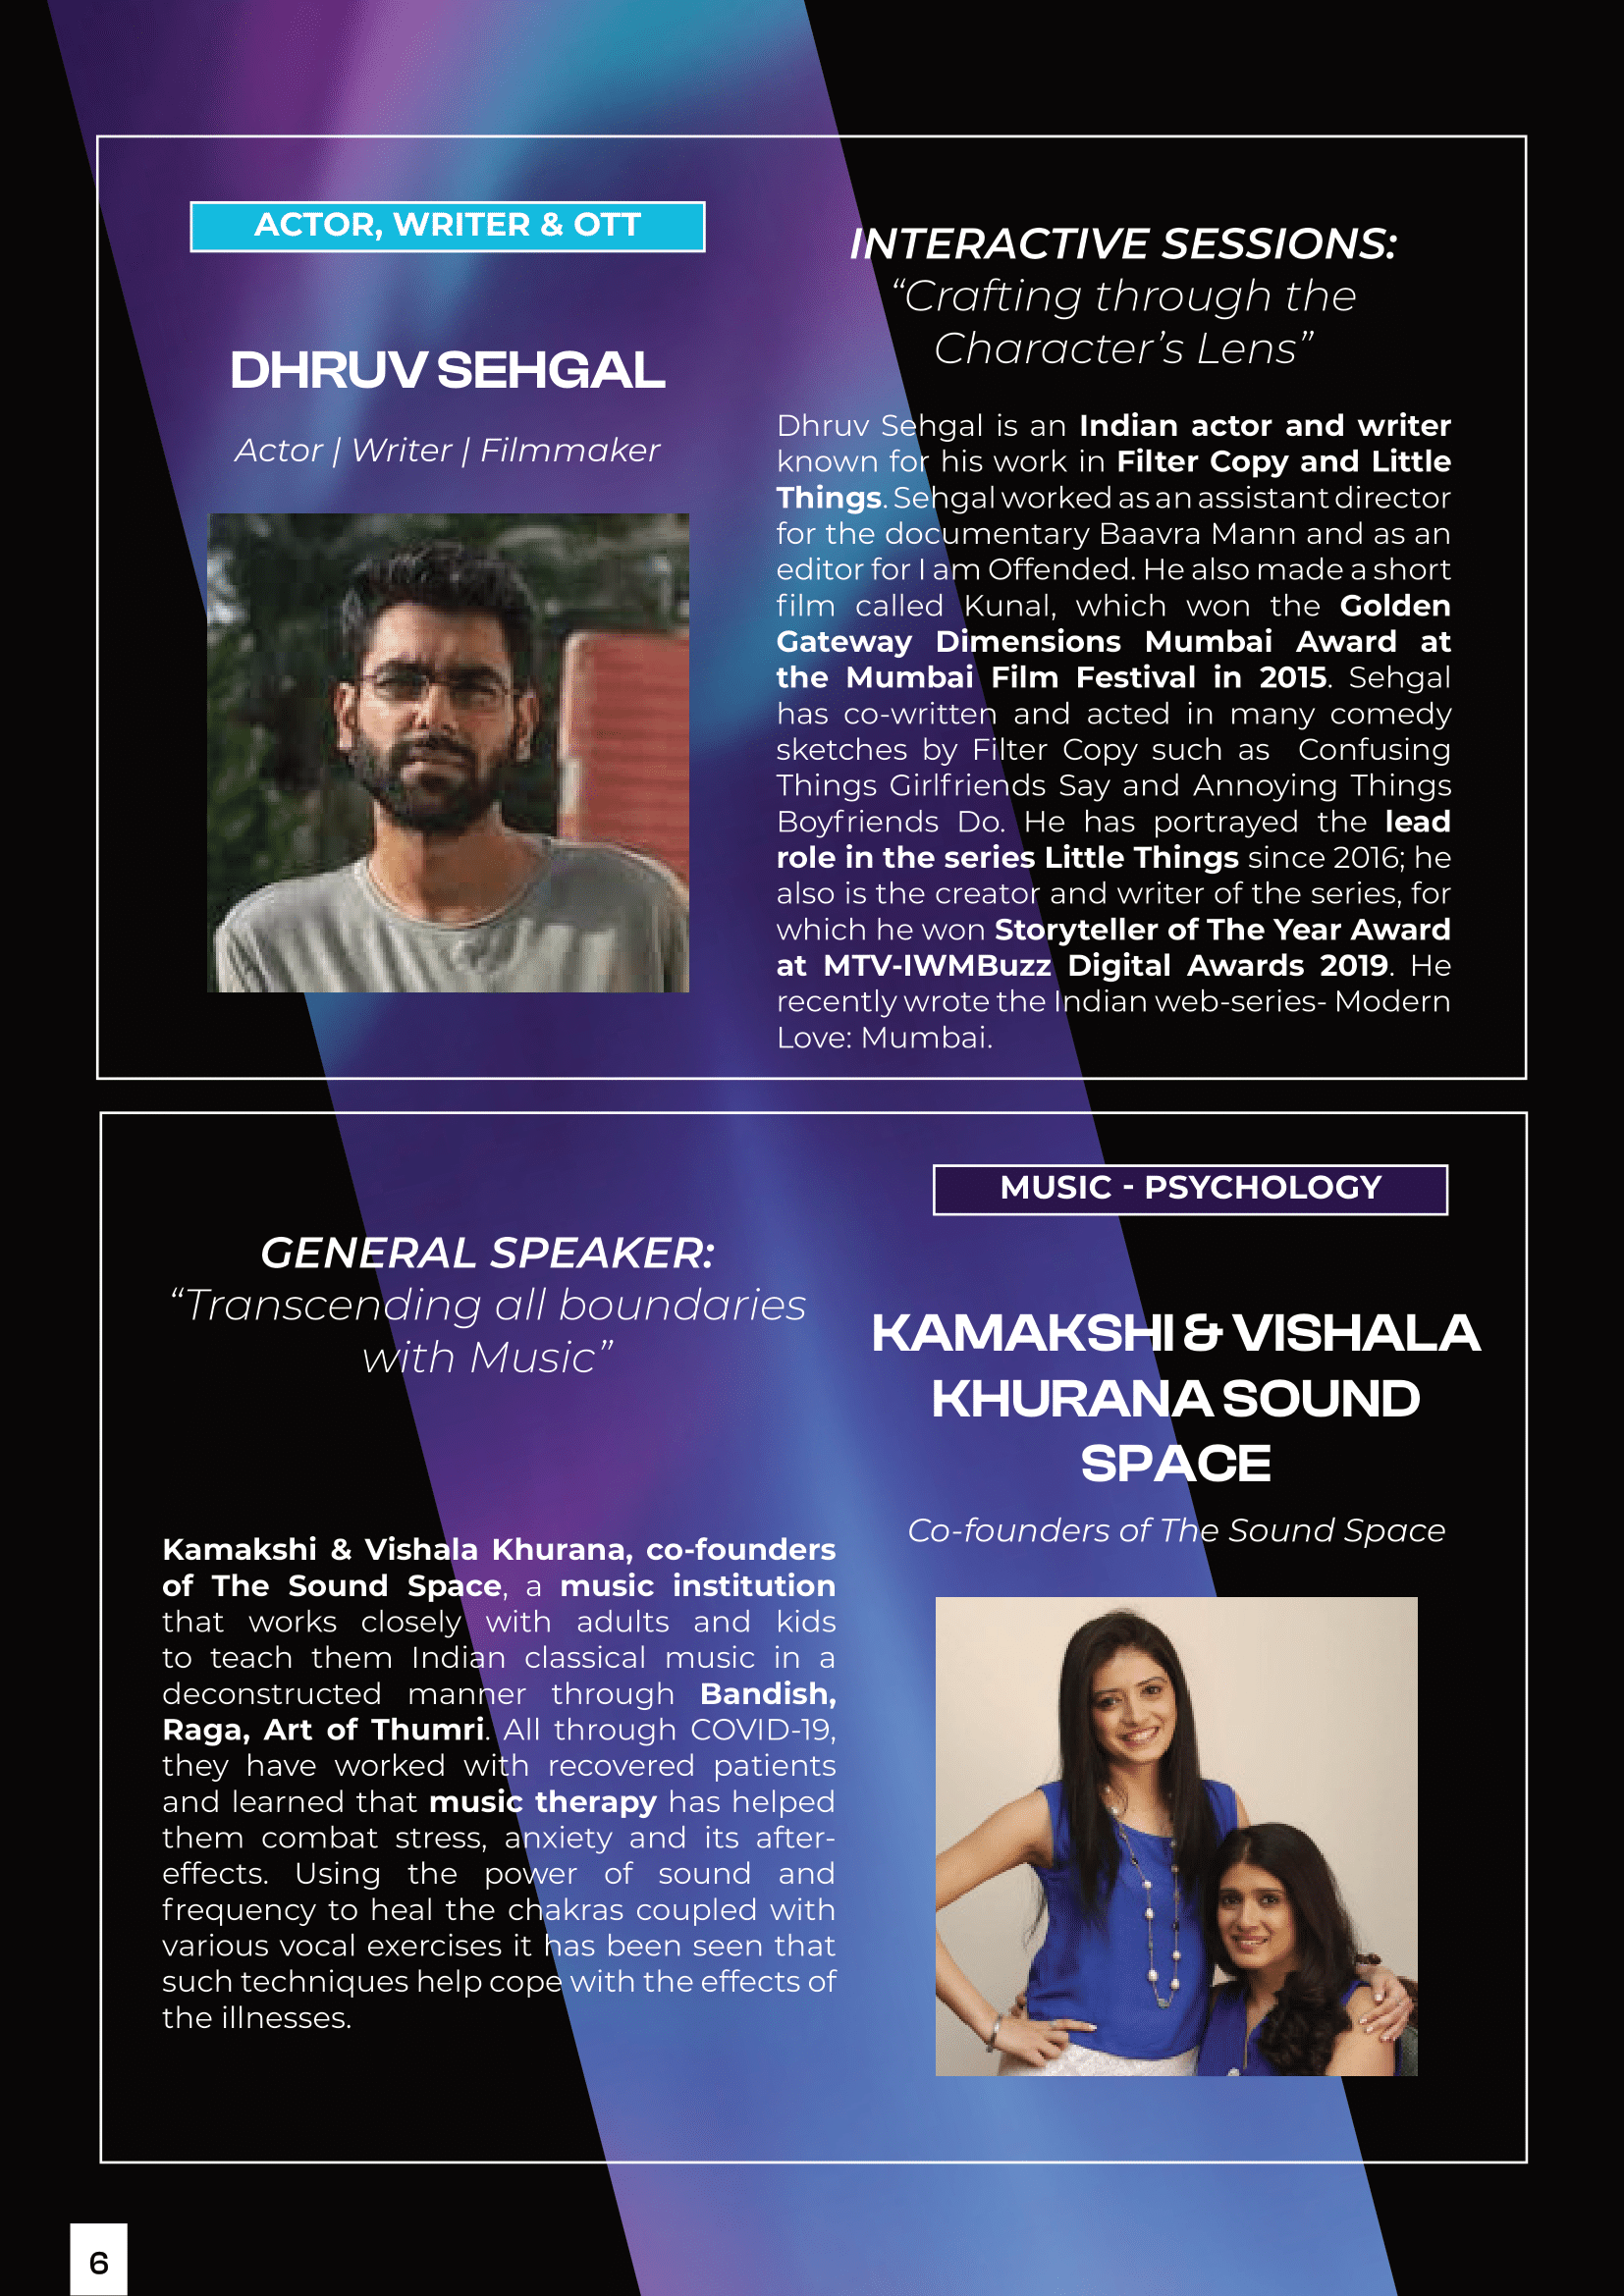 ACTOR, WRITER & OTT
DHRUV SEHGAL
Actor | Writer | Filmmaker
INTERACTIVE SESSIONS:
“Crafting through the
Character’s Lens”
Dhruv Sehgal is an Indian actor and writer
known for his work in Filter Copy and Little
Things. Sehgal worked as an assistant director
for the documentary Baavra Mann and as an
editor for I am Offended. He also made a short
film called Kunal, which won the Golden
Gateway Dimensions Mumbai Award at
the Mumbai Film Festival in 2015. Sehgal
has co-written and acted in many comedy
sketches by Filter Copy such as Confusing
Things Girlfriends Say and Annoying Things
Boyfriends Do. He has portrayed the lead
role in the series Little Things since 2016; he
also is the creator and writer of the series, for
which he won Storyteller of The Year Award
at MTV-IWMBuzz Digital Awards 2019. He
recently wrote the Indian web-series- Modern
Love: Mumbai.
GENERAL SPEAKER:
“Transcending all boundaries
with Music”
Kamakshi & Vishala Khurana, co-founders
of The Sound Space, a music institution
that works closely with adults and kids
to teach them Indian classical music in a
deconstructed manner through Bandish,
Raga, Art of Thumri. All through COVID-19,
they have worked with recovered patients
and learned that music therapy has helped
them combat stress, anxiety and its after-
effects. Using the power of sound and
frequency to heal the chakras coupled with
various vocal exercises it has been seen that
such techniques help cope with the effects of
the illnesses.
MUSIC - PSYCHOLOGY
KAMAKSHI & VISHALA
KHURANA SOUND
SPACE
Co-founders of The Sound Space
6